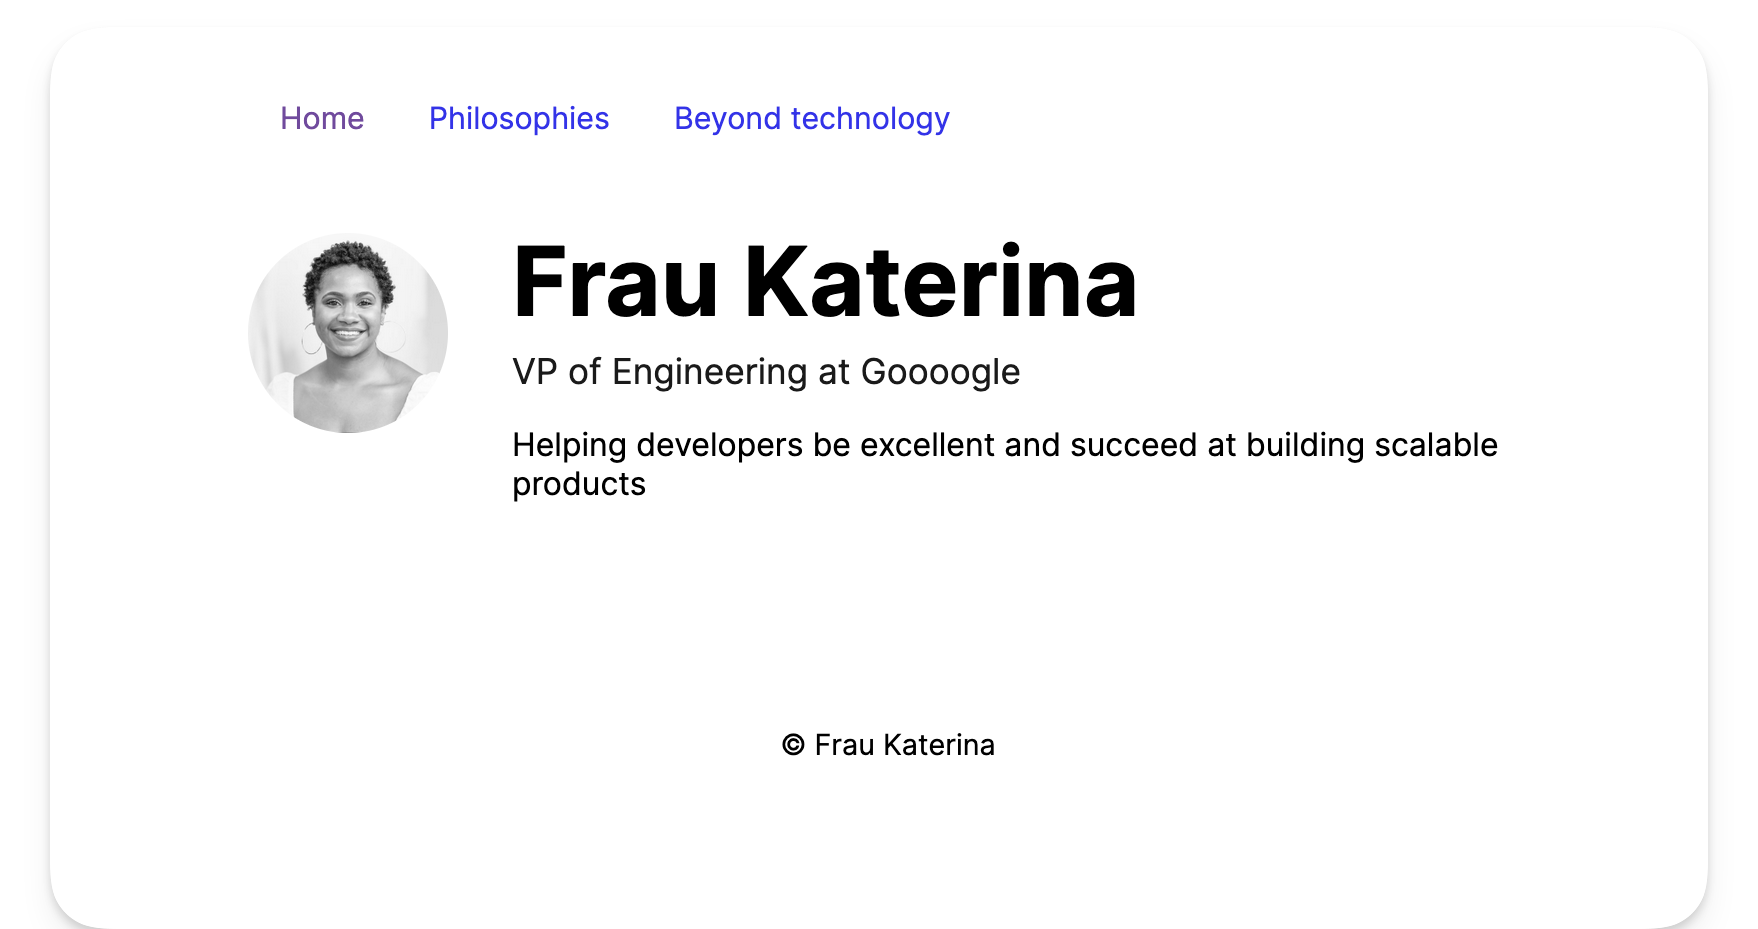 Home Philosophies Beyond technology
Frau Katerina
VP of Engineering at Goooogle
Helping developers be excellent and succeed at building scalable
products
© Frau Katerina